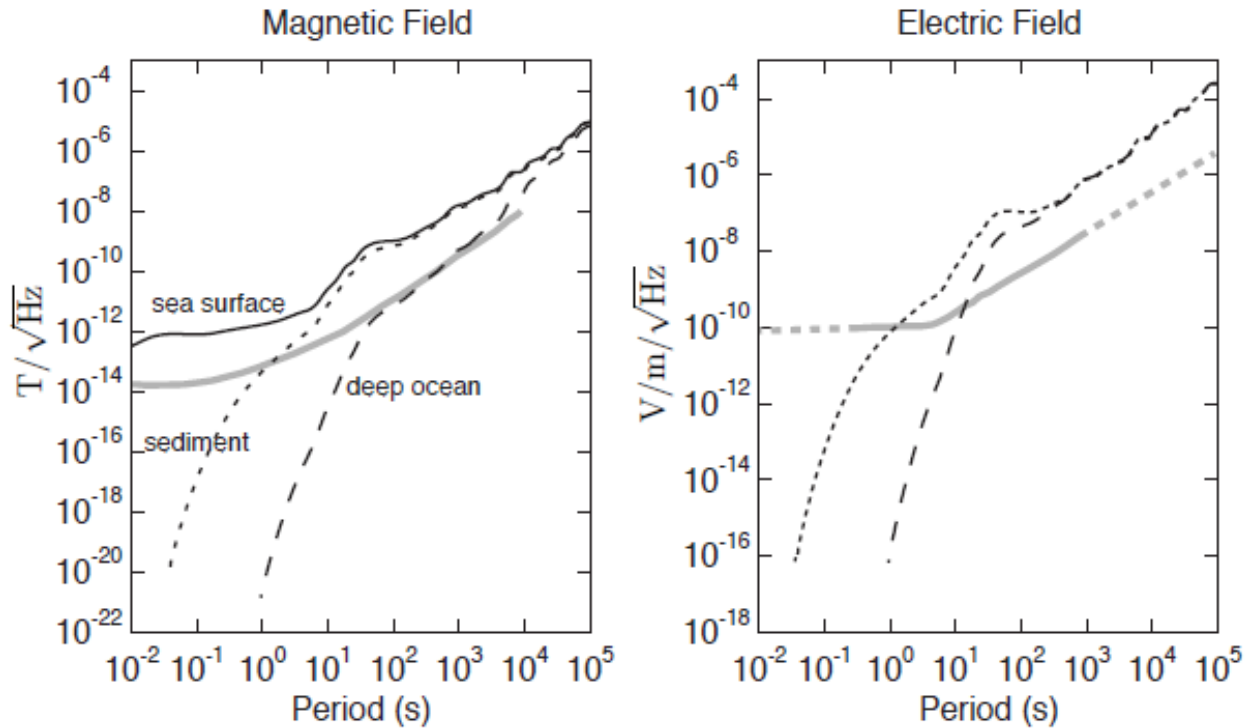 Magnetic Field
10^-4
10^-6
10^-8
10^-10
10^-12
10^-14
10^-16
10^-18
10^-20
10^-22
T/√Hz
sea surface
deep ocean
sediment
10^-2 10^-1 10^0 10^1 10^2 10^3 10^4 10^5
Period (s)
Electric Field
10^-4
10^-6
10^-8
10^-10
10^-12
10^-14
10^-16
10^-18
V/m/√Hz
10^-2 10^-1 10^0 10^1 10^2 10^3 10^4 10^5
Period (s)